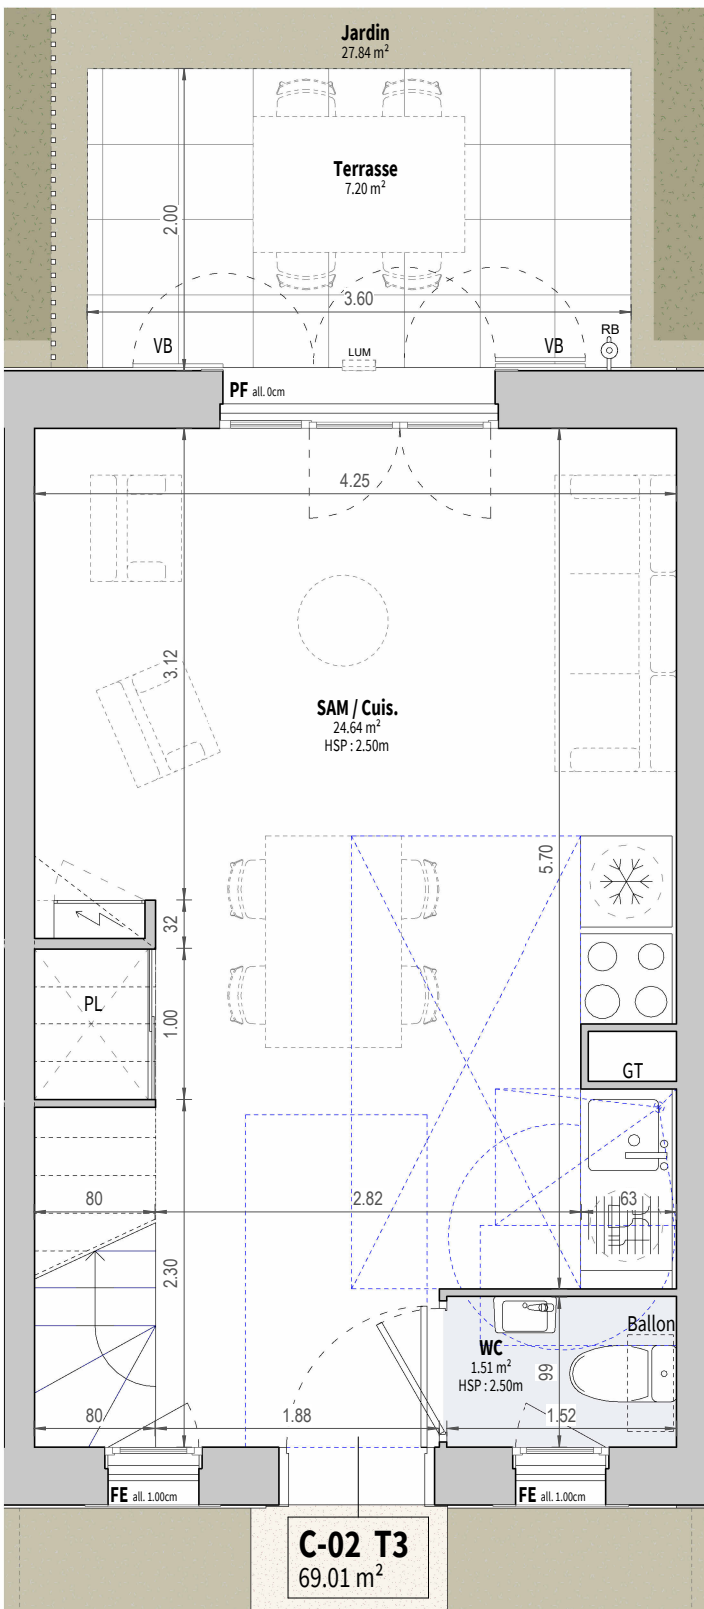 Jardin
27.84 m²
Terrasse
7.20 m²
2.00
3.60
VB
LUM
VB
RB
PF all. 0cm
4.25
3.12
SAM / Cuis.
24.64 m²
HSP : 2.50m
5.70
32
PL
1.00
GT
80
2.82
63
2.30
Ballon
WC
1.51 m²
HSP : 2.50m
99
80
1.88
1.52
FE all. 1.00cm
FE all. 1.00cm
C-02 T3
69.01 m²